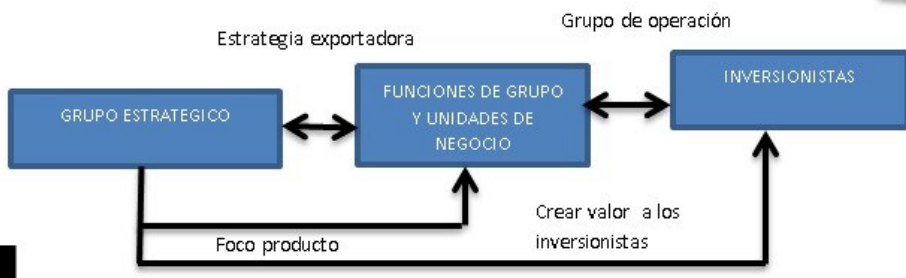 Grupo de operación
Estrategia exportadora
GRUPO ESTRATEGICO
FUNCIONES DE GRUPO
Y UNIDADES DE
NEGOCIO
INVERSIONISTAS
Foco producto
Crear valor a los
inversionistas